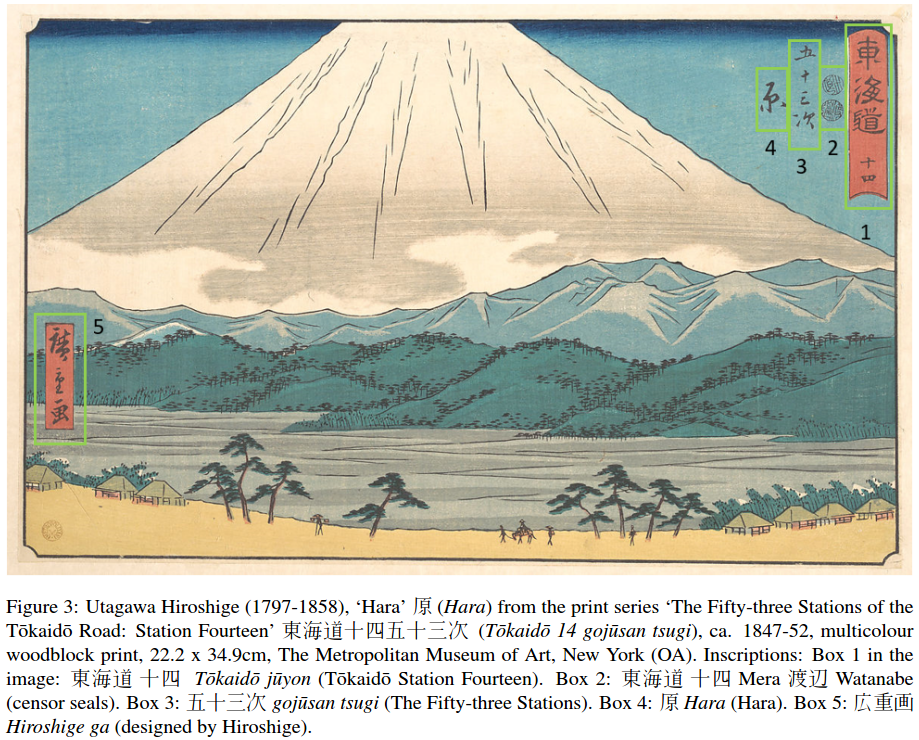 東海道 十四
五十三次
原
4
3
2
1
廣重画
5
Figure 3: Utagawa Hiroshige (1797-1858), ‘Hara’ 原 (Hara) from the print series ‘The Fifty-three Stations of the
Tōkaidō Road: Station Fourteen’ 東海道十四五十三次 (Tōkaidō 14 gojūsan tsugi), ca. 1847-52, multicolour
woodblock print, 22.2 x 34.9cm, The Metropolitan Museum of Art, New York (OA). Inscriptions: Box 1 in the
image: 東海道 十四 Tōkaidō jūyon (Tōkaidō Station Fourteen). Box 2: 東海道 十四 Mera 渡辺 Watanabe
(censor seals). Box 3: 五十三次 gojūsan tsugi (The Fifty-three Stations). Box 4: 原 Hara (Hara). Box 5: 広重画
Hiroshige ga (designed by Hiroshige).